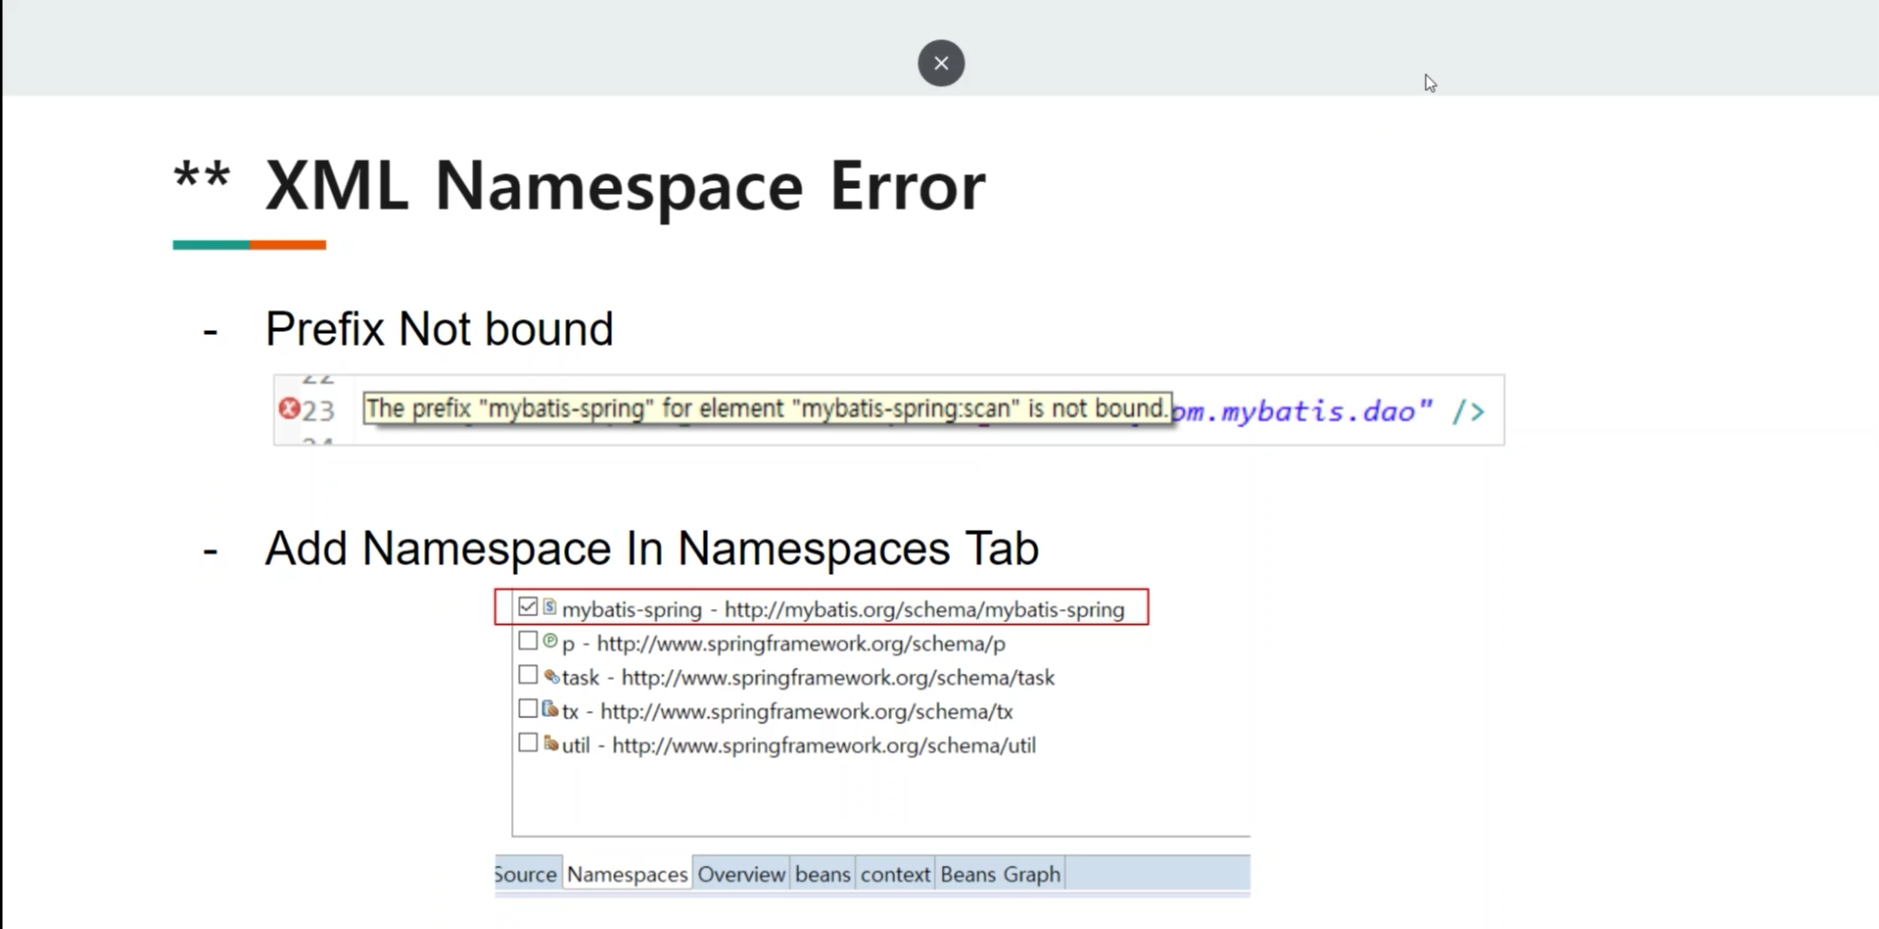 ** XML Namespace Error
- Prefix Not bound
23 The prefix "mybatis-spring" for element "mybatis-spring:scan" is not bound. om.mybatis.dao" />
- Add Namespace In Namespaces Tab
mybatis-spring - http://mybatis.org/schema/mybatis-spring
p - http://www.springframework.org/schema/p
task - http://www.springframework.org/schema/task
tx - http://www.springframework.org/schema/tx
util - http://www.springframework.org/schema/util
Source Namespaces Overview beans context Beans Graph